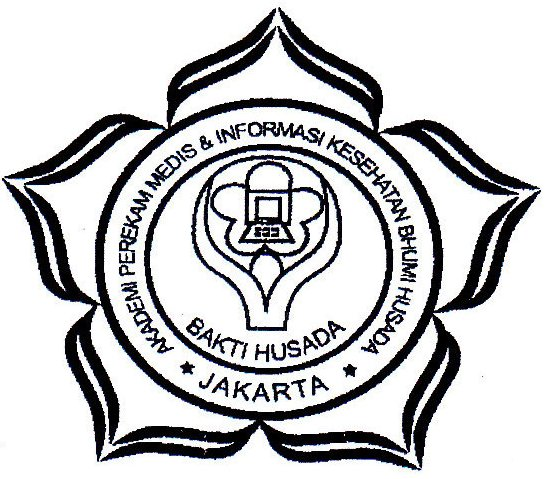 AKADEMI PEREKAM MEDIS & INFORMASI KESEHATAN BHUMI HUSADA
BAKTI HUSADA
JAKARTA